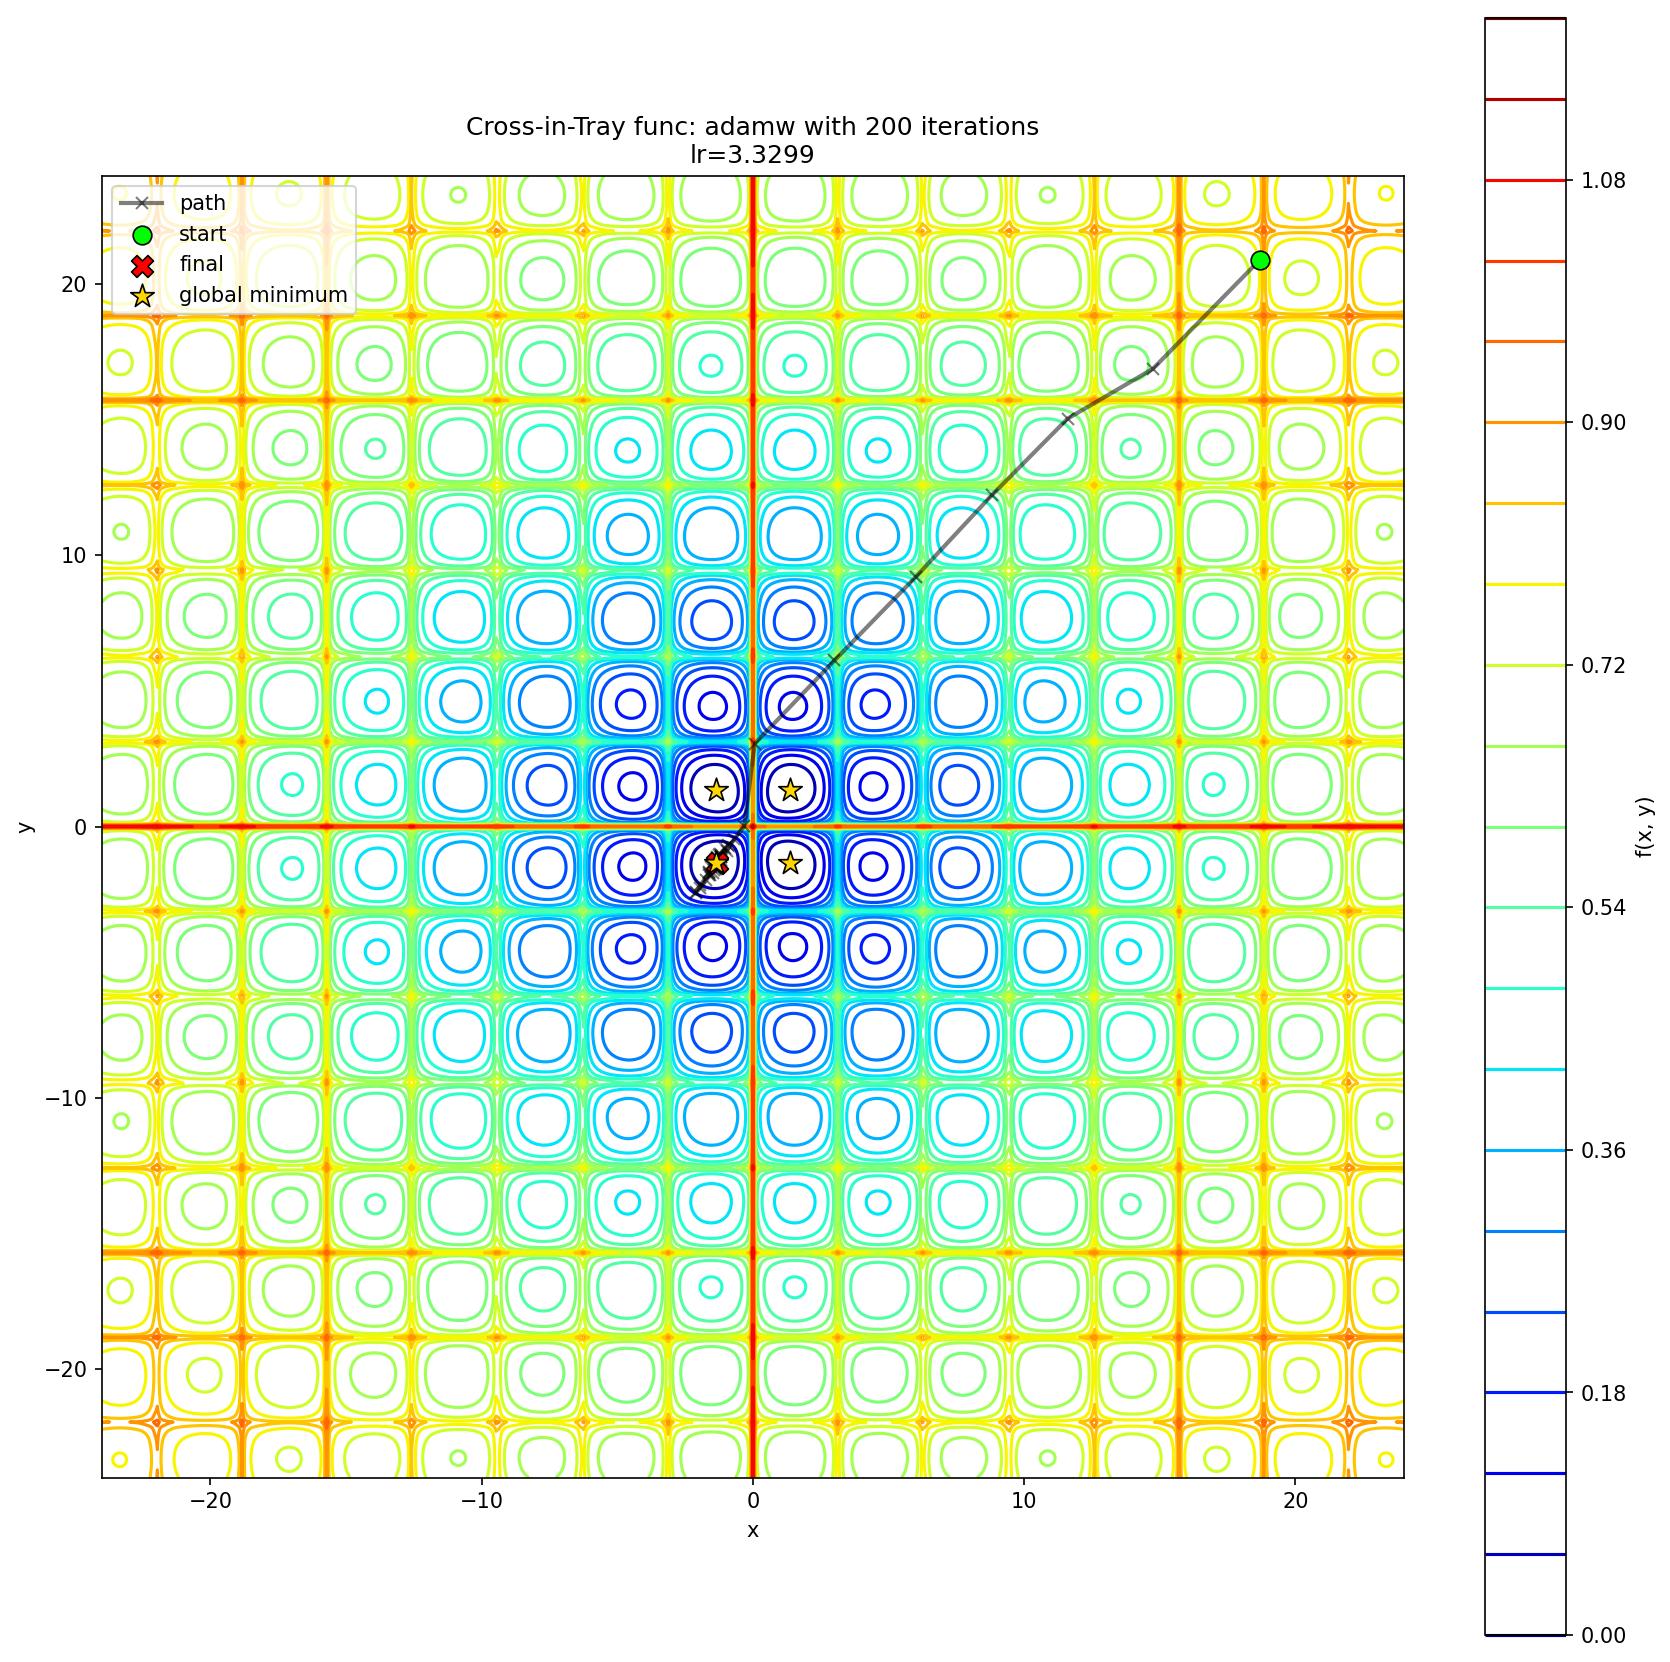 Cross-in-Tray func: adamw with 200 iterations
lr=3.3299
path
start
final
global minimum
20
10
0
−10
−20
y
−20
−10
0
10
20
x
1.08
0.90
0.72
0.54
0.36
0.18
0.00
f(x, y)